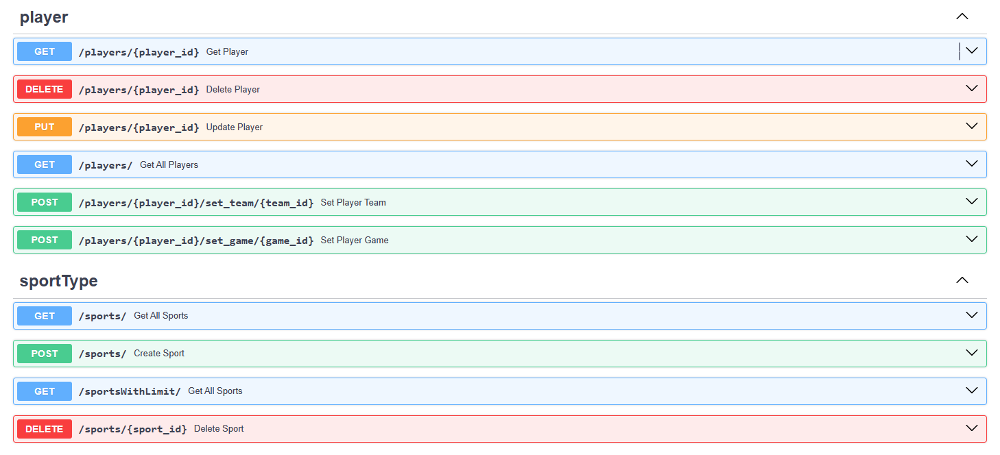 player
GET /players/{player_id} Get Player
DELETE /players/{player_id} Delete Player
PUT /players/{player_id} Update Player
GET /players/ Get All Players
POST /players/{player_id}/set_team/{team_id} Set Player Team
POST /players/{player_id}/set_game/{game_id} Set Player Game
sportType
GET /sports/ Get All Sports
POST /sports/ Create Sport
GET /sportsWithLimit/ Get All Sports
DELETE /sports/{sport_id} Delete Sport